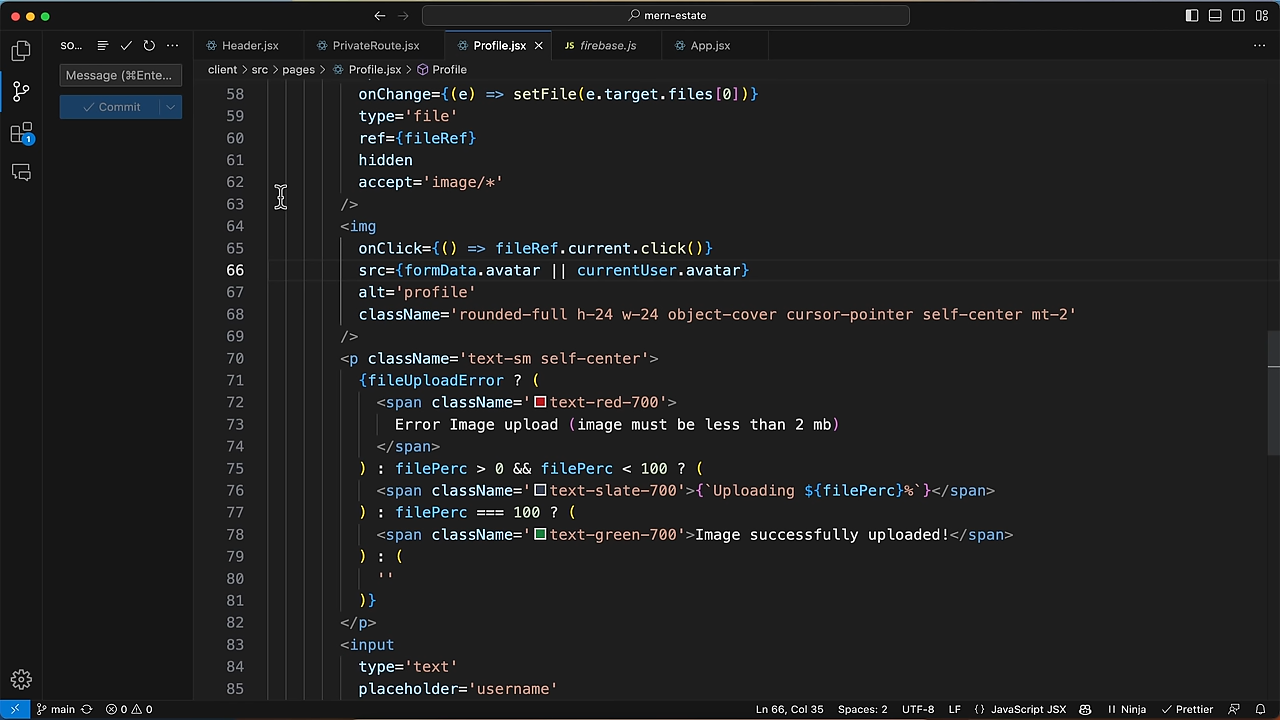 mern-estate
SO...
Header.jsx
PrivateRoute.jsx
Profile.jsx
JS firebase.js
App.jsx
Message (⌘Ente...
Commit
1
client > src > pages > Profile.jsx > Profile
58 onChange={(e) => setFile(e.target.files[0])}
59 type='file'
60 ref={fileRef}
61 hidden
62 accept='image/*'
63 />
64 <img
65 onClick={() => fileRef.current.click()}
66 src={formData.avatar || currentUser.avatar}
67 alt='profile'
68 className='rounded-full h-24 w-24 object-cover cursor-pointer self-center mt-2'
69 />
70 <p className='text-sm self-center'>
71 {fileUploadError ? (
72 <span className='text-red-700'>
73 Error Image upload (image must be less than 2 mb)
74 </span>
75 ) : filePerc > 0 && filePerc < 100 ? (
76 <span className='text-slate-700'>{`Uploading ${filePerc}%`}</span>
77 ) : filePerc === 100 ? (
78 <span className='text-green-700'>Image successfully uploaded!</span>
79 ) : (
80 ''
81 )}
82 </p>
83 <input
84 type='text'
85 placeholder='username'
main
0 0
Ln 66, Col 35
Spaces: 2
UTF-8
LF
{} JavaScript JSX
Ninja
Prettier